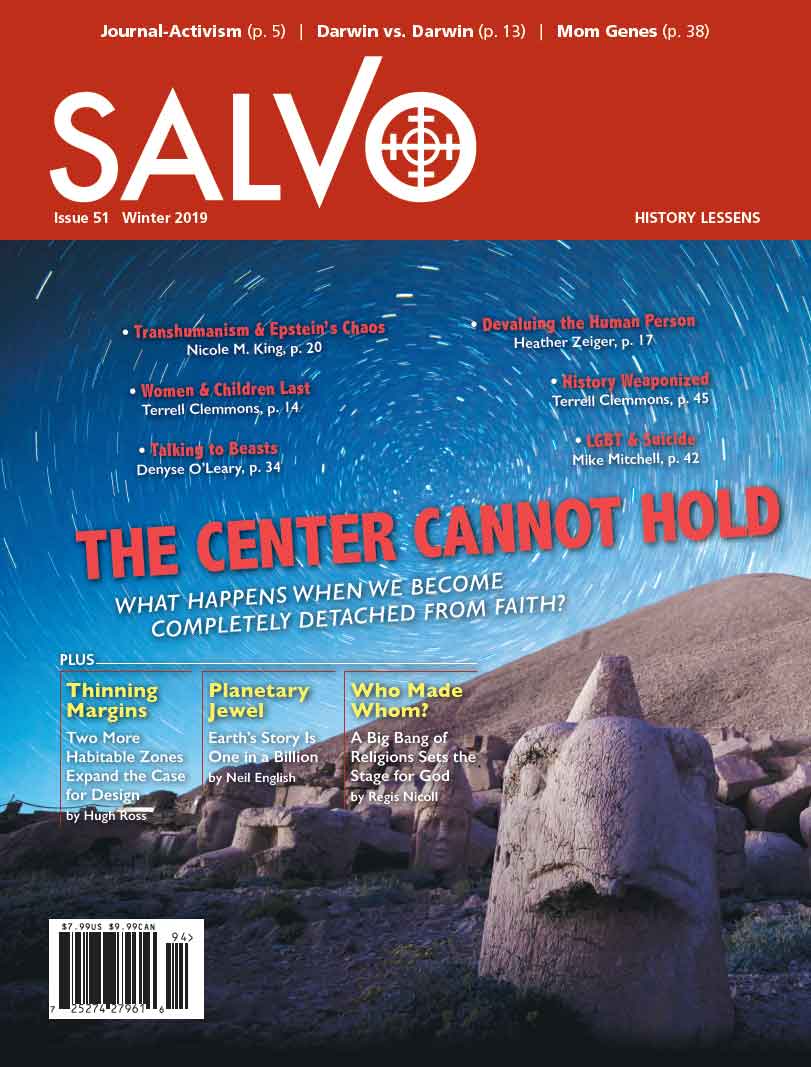 Journal-Activism (p. 5) | Darwin vs. Darwin (p. 13) | Mom Genes (p. 38)
SALVO
Issue 51 Winter 2019
HISTORY LESSENS
• Transhumanism & Epstein's Chaos
Nicole M. King, p. 20
• Women & Children Last
Terrell Clemmons, p. 14
• Talking to Beasts
Denyse O'Leary, p. 34
• Devaluing the Human Person
Heather Zeiger, p. 17
• History Weaponized
Terrell Clemmons, p. 45
• LGBT & Suicide
Mike Mitchell, p. 42
THE CENTER CANNOT HOLD
WHAT HAPPENS WHEN WE BECOME
COMPLETELY DETACHED FROM FAITH?
PLUS
Thinning
Margins
Two More
Habitable Zones
Expand the Case
for Design
by Hugh Ross
Planetary
Jewel
Earth's Story Is
One in a Billion
by Neil English
Who Made
Whom?
A Big Bang of
Religions Sets the
Stage for God
by Regis Nicoll
$7.99US $9.99CAN
94>
7 25274 27961 6